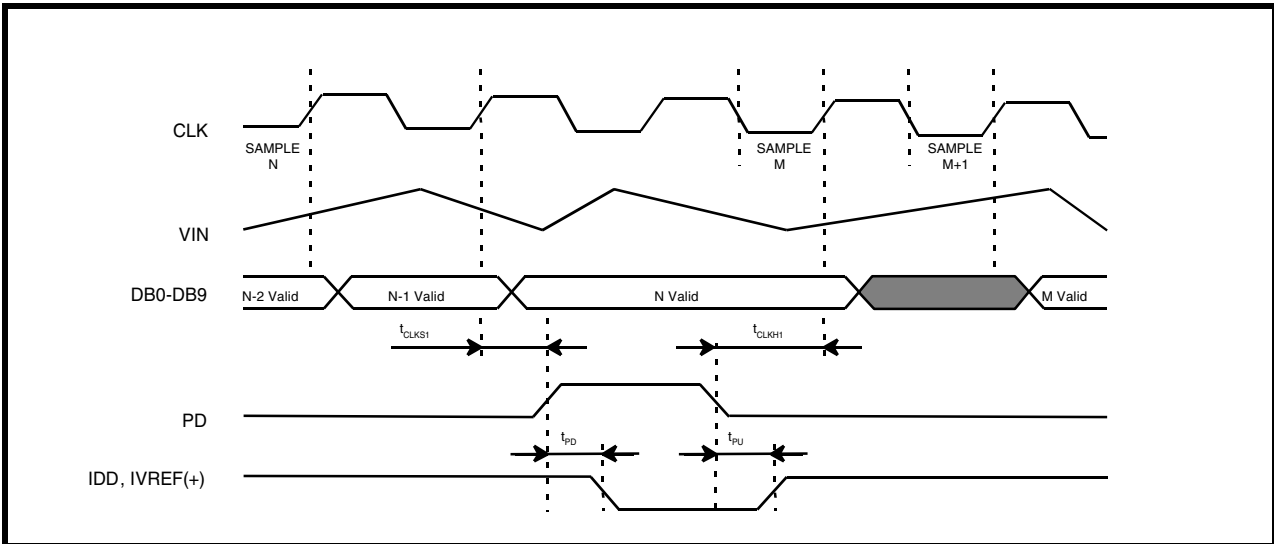 CLK
SAMPLE
N
SAMPLE
M
SAMPLE
M+1
VIN
DB0-DB9
N-2 Valid
N-1 Valid
N Valid
M Valid
tCLKS1
tCLKH1
PD
tPD
tPU
IDD, IVREF(+)